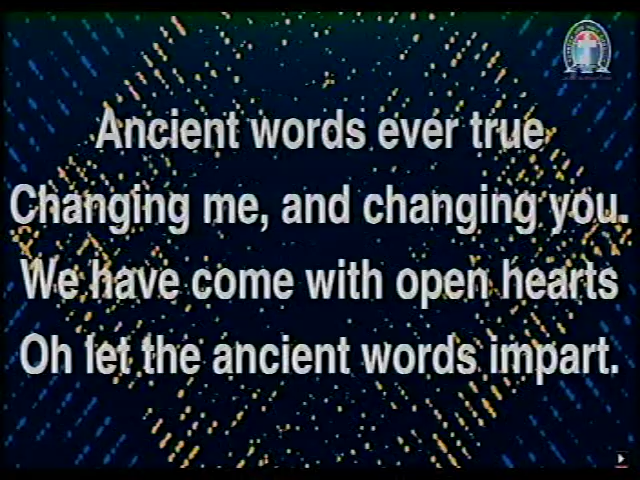 Ancient words ever true
Changing me, and changing you.
We have come with open hearts
Oh let the ancient words impart.